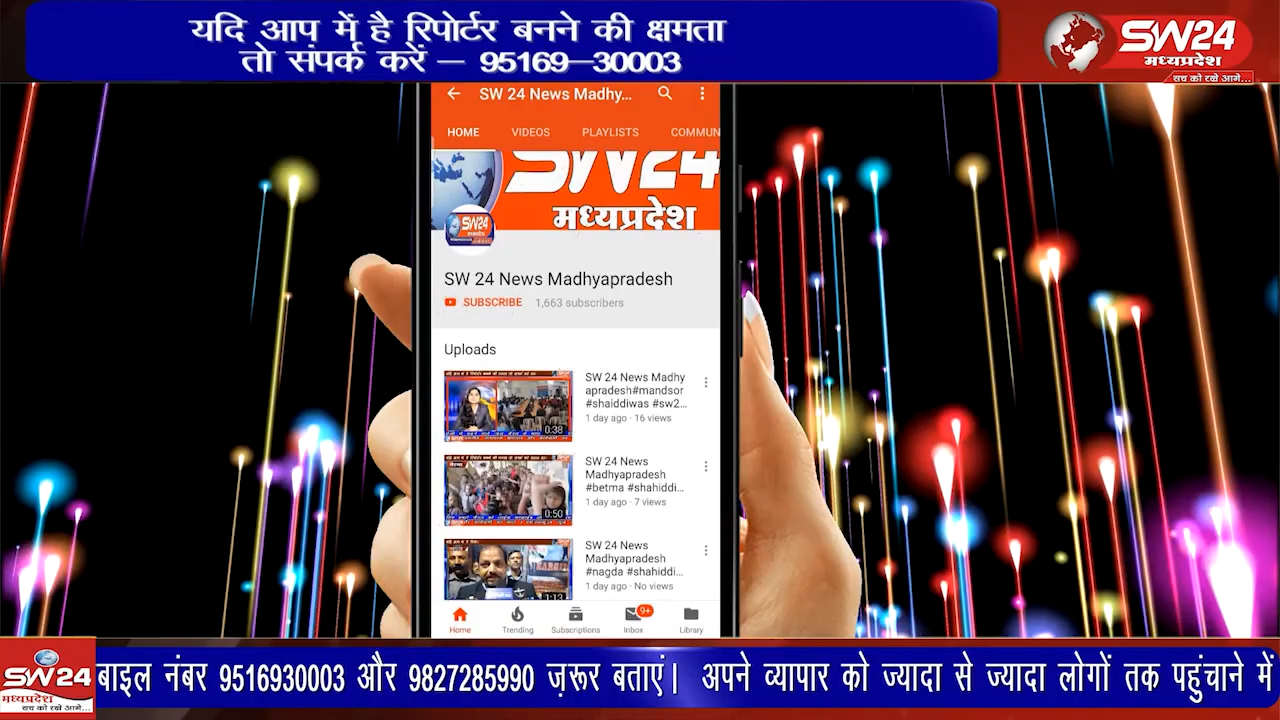 यदि आप में है रिपोर्टर बनने की क्षमता
तो संपर्क करें – 95169–30003
SW24
मध्यप्रदेश
सच को रखे आगे...
SW 24 News Madhy...
HOME VIDEOS PLAYLISTS COMMUN
SW24
मध्यप्रदेश
SW24
SW 24 News Madhyapradesh
SUBSCRIBE 1,663 subscribers
Uploads
SW 24 News Madhy
apradesh#mandsor
#shaiddiwas #sw2...
1 day ago · 16 views
0:38
SW 24 News
Madhyapradesh
#betma #shahiddi...
1 day ago · 7 views
0:50
SW 24 News
Madhyapradesh
#nagda #shahiddi...
1 day ago · No views
1:13
9+
Home Trending Subscriptions Inbox Library
SW24
मध्यप्रदेश
सच को रखे आगे...
बाइल नंबर 9516930003 और 9827285990 ज़रूर बताएं। अपने व्यापार को ज्यादा से ज्यादा लोगों तक पहुंचाने में